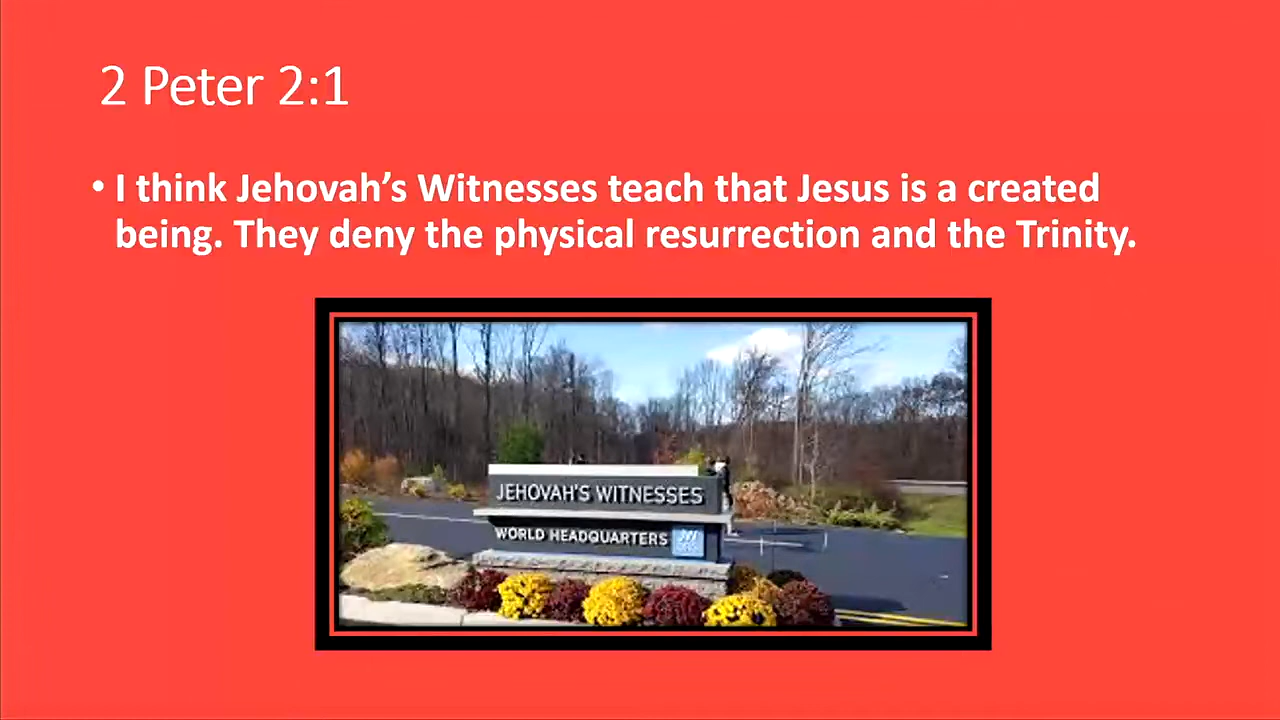 2 Peter 2:1
• I think Jehovah’s Witnesses teach that Jesus is a created
being. They deny the physical resurrection and the Trinity.
JEHOVAH'S WITNESSES
WORLD HEADQUARTERS